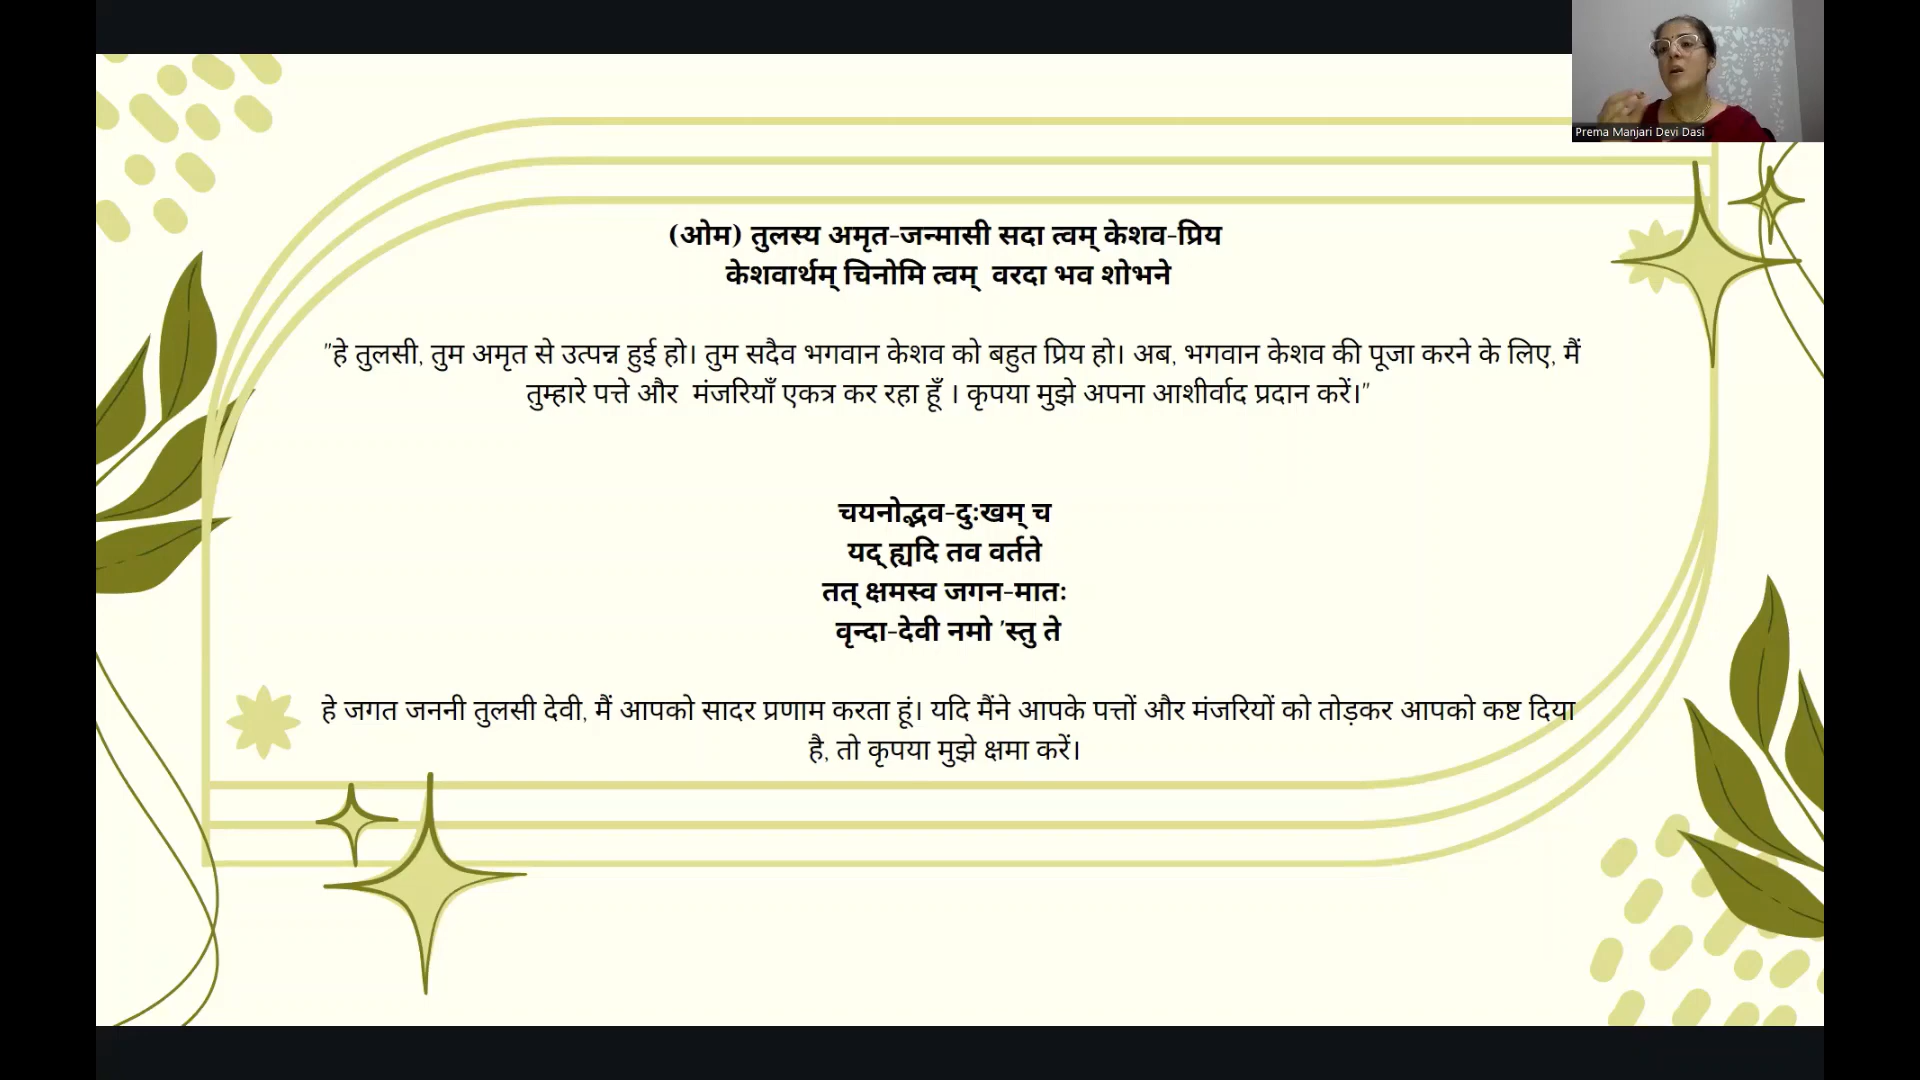 Prema Manjari Devi Dasi
(ओम) तुलस्य अमृत-जन्मासी सदा त्वम् केशव-प्रिय
केशवार्थम् चिनोमि त्वम् वरदा भव शोभने
"हे तुलसी, तुम अमृत से उत्पन्न हुई हो। तुम सदैव भगवान केशव को बहुत प्रिय हो। अब, भगवान केशव की पूजा करने के लिए, मैं
तुम्हारे पत्ते और मंजरियाँ एकत्र कर रहा हूँ । कृपया मुझे अपना आशीर्वाद प्रदान करें।"
चयनोद्भव-दुःखम् च
यद् ह्यदि तव वर्तते
तत् क्षमस्व जगन-मातः
वृन्दा-देवी नमो ’स्तु ते
हे जगत जननी तुलसी देवी, मैं आपको सादर प्रणाम करता हूं। यदि मैंने आपके पत्तों और मंजरियों को तोड़कर आपको कष्ट दिया
है, तो कृपया मुझे क्षमा करें।